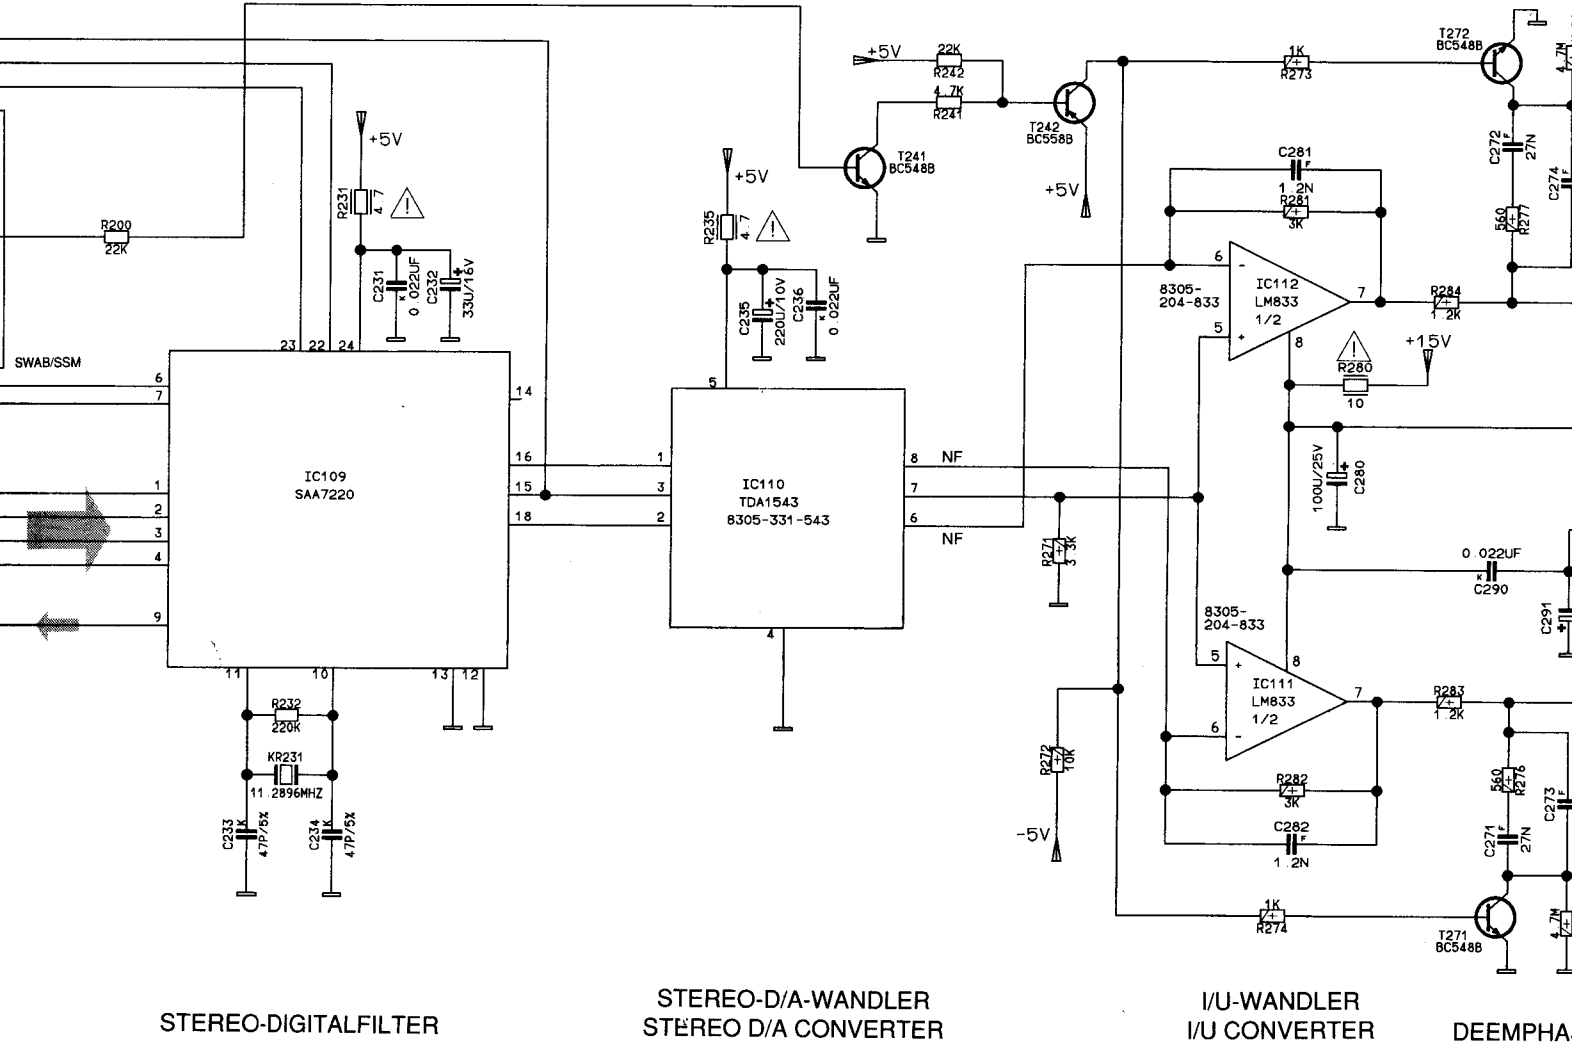 T272
BC548B
+5V
22K
R242
1K
R273
4.7M
4.7K
R241
T242
BC558B
+5V
R231
4.7
+5V
T241
BC548B
+5V
R235
4.7
C281
1.2N
R281
3K
C272
F
27N
C274
F
560
R277
R200
22K
C231
K
0.022UF
C232
+
33U/16V
C235
+
220U/10V
C236
K
0.022UF
8305-
204-833
6
5
-
+
IC112
LM833
1/2
7
8
R284
1.2K
+15V
R280
10
SWAB/SSM
23
22
24
6
7
14
16
15
18
1
2
3
4
9
IC109
SAA7220
11
10
13
12
5
1
3
2
IC110
TDA1543
8305-331-543
8
NF
7
6
NF
4
R271
3.3K
100U/25V
+
C280
0.022UF
K
C290
C291
+
8305-
204-833
5
6
+
-
IC111
LM833
1/2
8
7
R283
1.2K
R232
220K
KR231
11.2896MHZ
C233
K
47P/5%
C234
K
47P/5%
R272
10K
-5V
R282
3K
C282
F
1.2N
560
R276
C271
F
27N
C273
F
1K
R274
T271
BC548B
4.7M
STEREO-DIGITALFILTER
STEREO-D/A-WANDLER
STEREO D/A CONVERTER
I/U-WANDLER
I/U CONVERTER
DEEMPHA